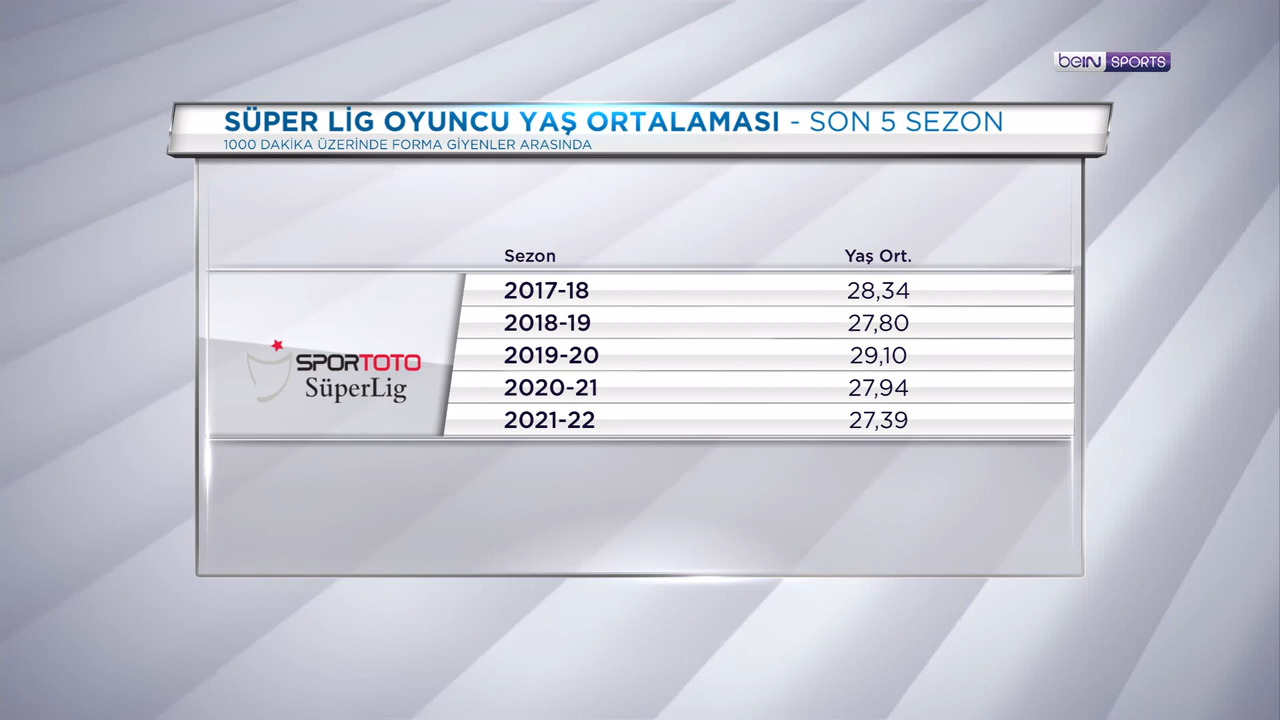 beIN SPORTS
SÜPER LİG OYUNCU YAŞ ORTALAMASI - SON 5 SEZON
1000 DAKİKA ÜZERİNDE FORMA GİYENLER ARASINDA
Sezon Yaş Ort.
2017-18 28,34
2018-19 27,80
2019-20 29,10
2020-21 27,94
2021-22 27,39
SPORTOTO
SüperLig